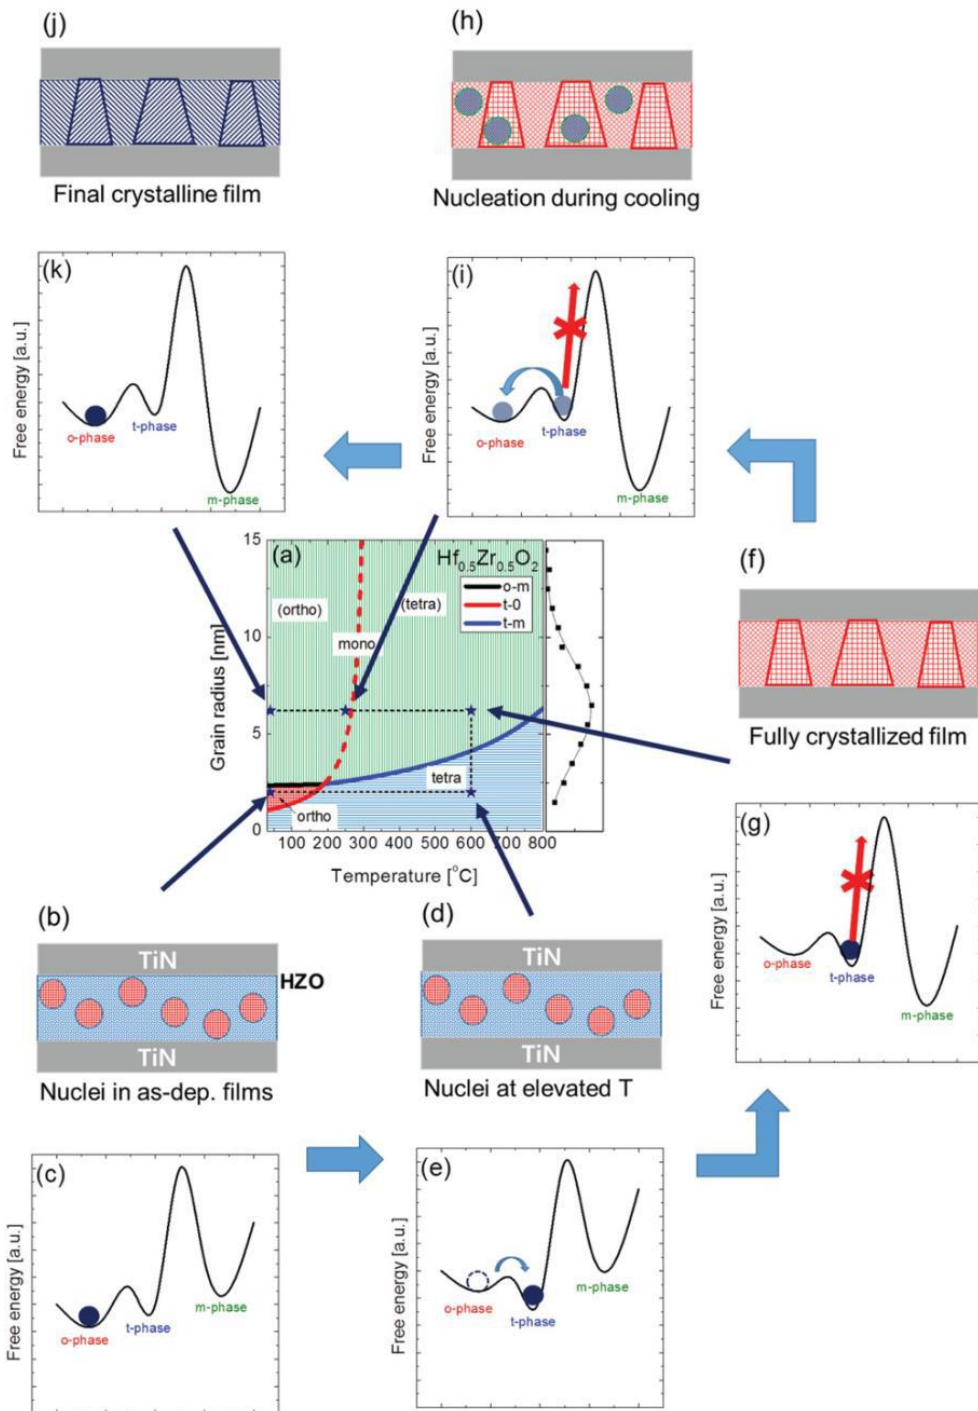 (j)
Final crystalline film
(h)
Nucleation during cooling
(k)
Free energy [a.u.]
o-phase
t-phase
m-phase
(i)
Free energy [a.u.]
o-phase
t-phase
m-phase
(a)
Hf0.5Zr0.5O2
o-m
t-0
t-m
(ortho)
(tetra)
mono
tetra
ortho
Grain radius [nm]
15
10
5
0
100 200 300 400 500 600 700 800
Temperature [°C]
(f)
Fully crystallized film
(g)
Free energy [a.u.]
o-phase
t-phase
m-phase
(b)
TiN
HZO
TiN
Nuclei in as-dep. films
(d)
TiN
TiN
Nuclei at elevated T
(c)
Free energy [a.u.]
o-phase
t-phase
m-phase
(e)
Free energy [a.u.]
o-phase
t-phase
m-phase